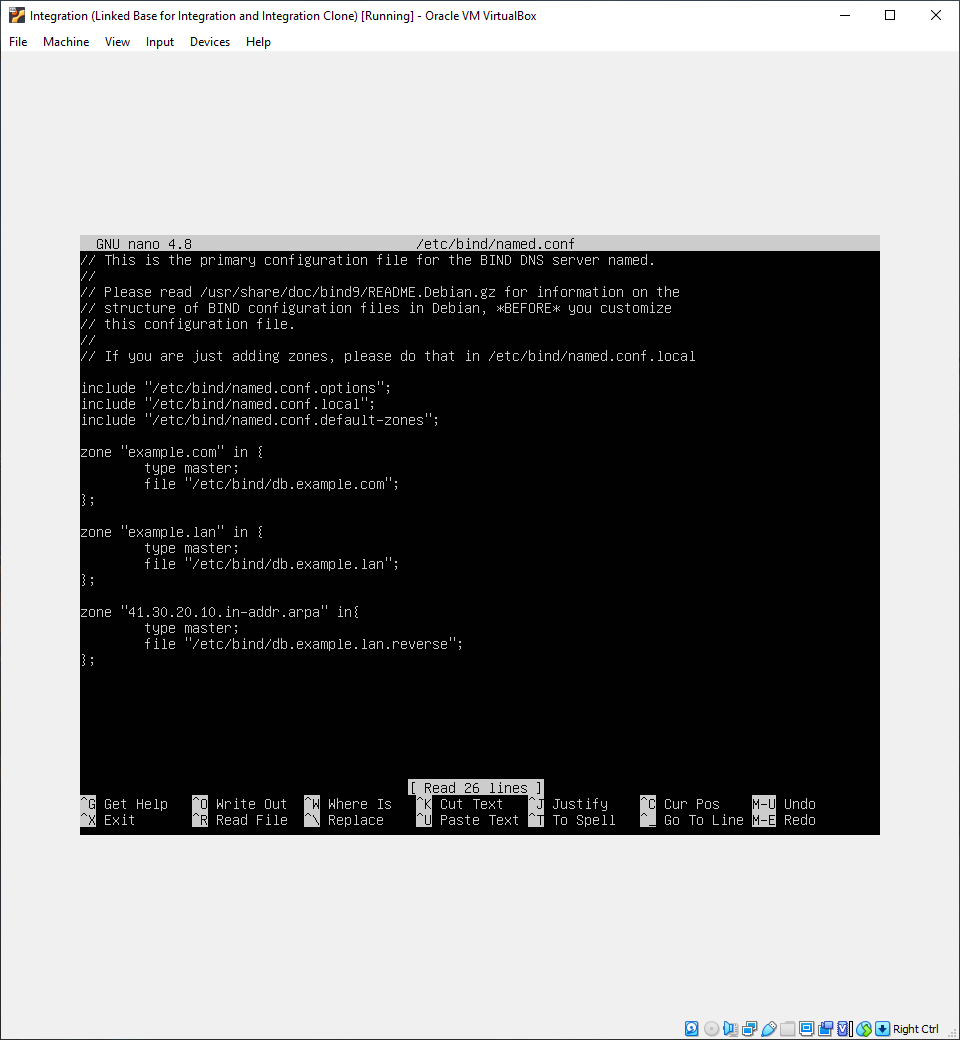 Integration (Linked Base for Integration and Integration Clone) [Running] - Oracle VM VirtualBox
File Machine View Input Devices Help
GNU nano 4.8 /etc/bind/named.conf
// This is the primary configuration file for the BIND DNS server named.
//
// Please read /usr/share/doc/bind9/README.Debian.gz for information on the
// structure of BIND configuration files in Debian, *BEFORE* you customize
// this configuration file.
//
// If you are just adding zones, please do that in /etc/bind/named.conf.local
include "/etc/bind/named.conf.options";
include "/etc/bind/named.conf.local";
include "/etc/bind/named.conf.default-zones";
zone "example.com" in {
type master;
file "/etc/bind/db.example.com";
};
zone "example.lan" in {
type master;
file "/etc/bind/db.example.lan";
};
zone "41.30.20.10.in-addr.arpa" in{
type master;
file "/etc/bind/db.example.lan.reverse";
};
[ Read 26 lines ]
^G Get Help ^O Write Out ^W Where Is ^K Cut Text ^J Justify ^C Cur Pos M-U Undo
^X Exit ^R Read File ^\ Replace ^U Paste Text ^T To Spell ^_ Go To Line M-E Redo
Right Ctrl